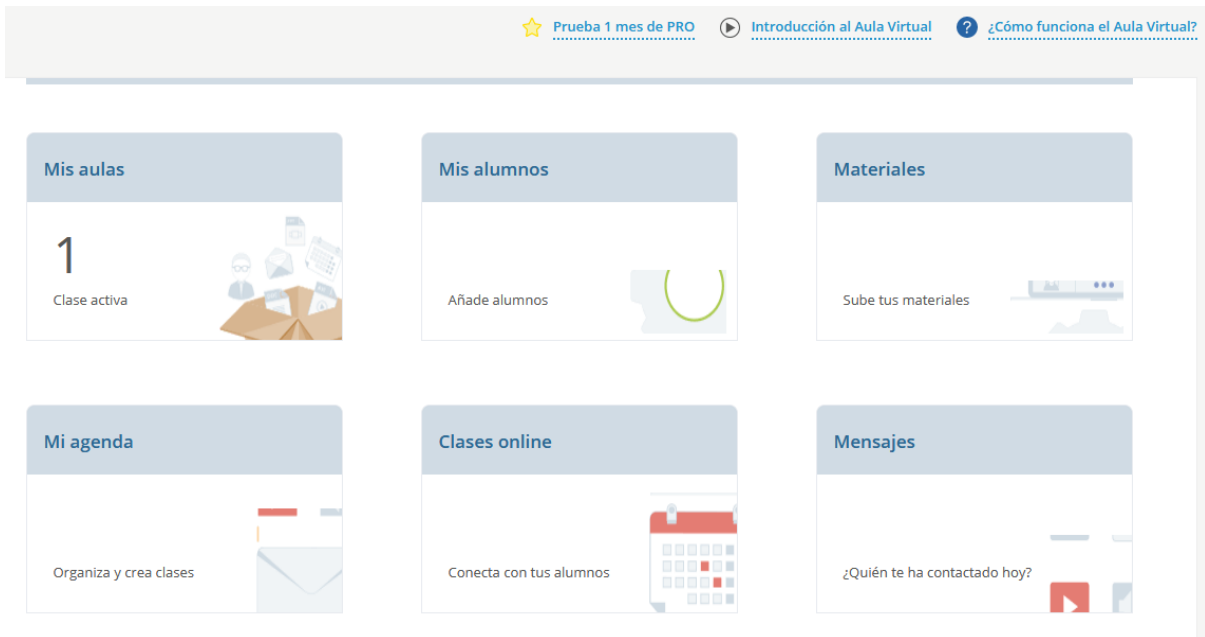 Prueba 1 mes de PRO
Introducción al Aula Virtual
¿Cómo funciona el Aula Virtual?
Mis aulas
Mis alumnos
Materiales
1
Clase activa
Añade alumnos
Sube tus materiales
Mi agenda
Clases online
Mensajes
Organiza y crea clases
Conecta con tus alumnos
¿Quién te ha contactado hoy?